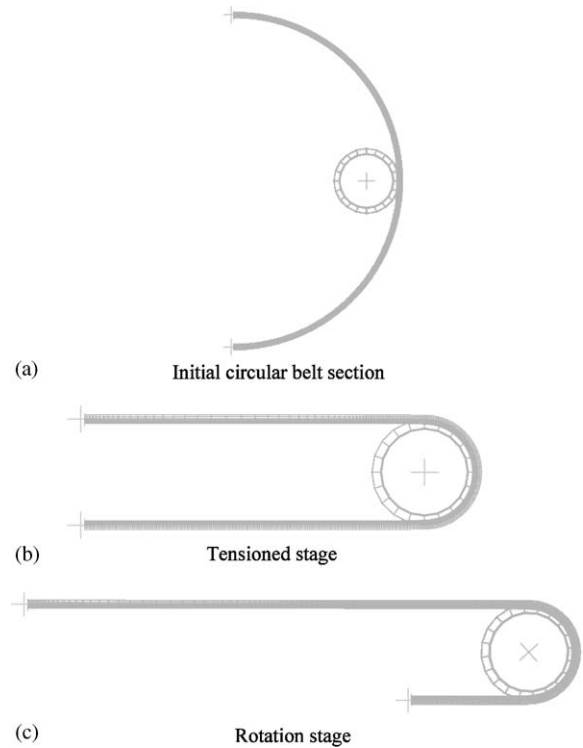 (a)
Initial circular belt section
(b)
Tensioned stage
(c)
Rotation stage